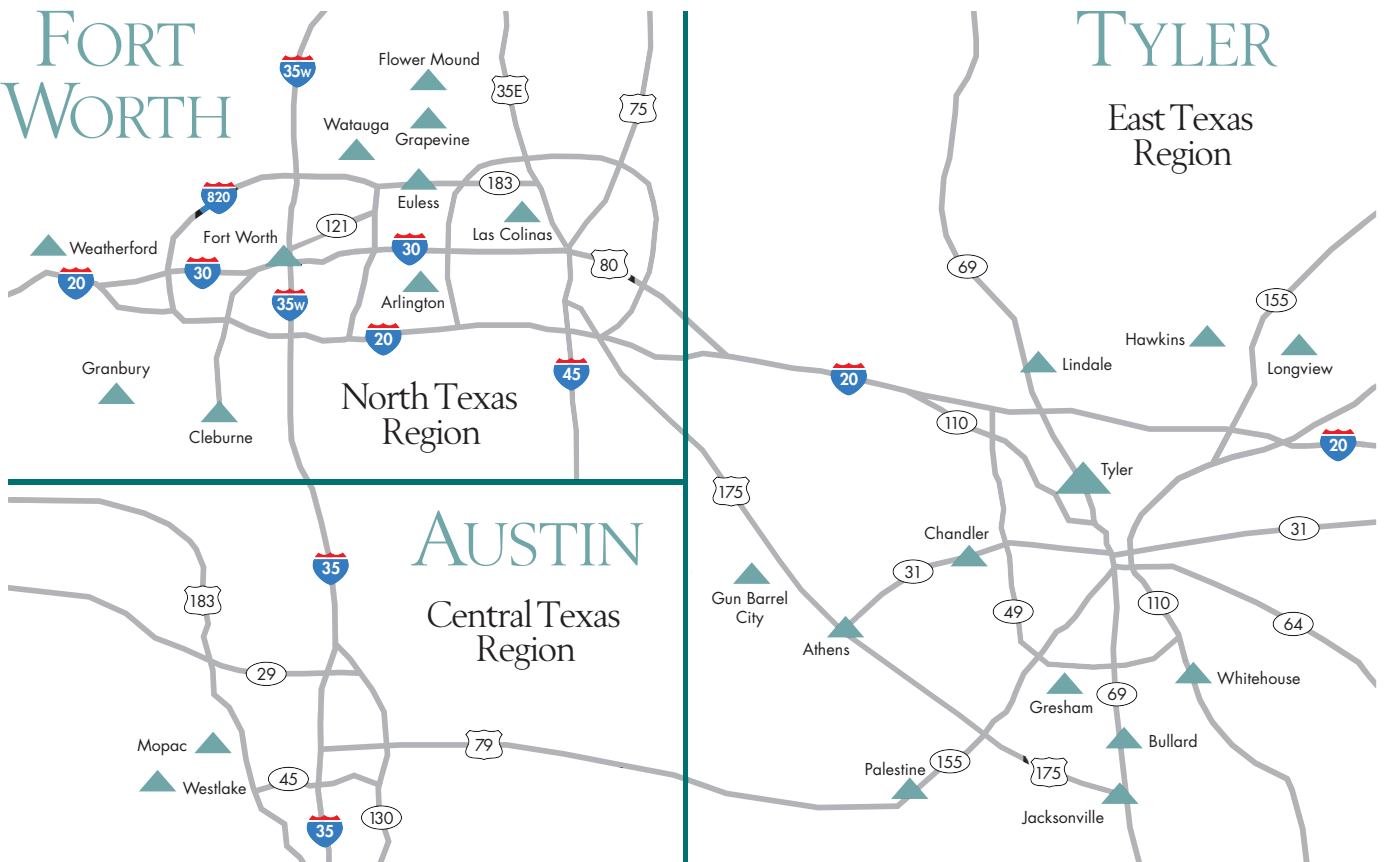 FORT
WORTH
35W
Flower Mound
35E
75
Grapevine
Watauga
820
183
Euless
121
Las Colinas
Fort Worth
Weatherford
30
30
80
20
Arlington
35W
20
45
Granbury
Cleburne
North Texas
Region
AUSTIN
Central Texas
Region
35
183
29
Mopac
79
Westlake
45
130
35
TYLER
East Texas
Region
69
155
Hawkins
Lindale
Longview
20
110
20
Tyler
175
Chandler
31
31
Gun Barrel
City
49
110
64
Athens
Whitehouse
Gresham
69
Bullard
Palestine
155
175
Jacksonville